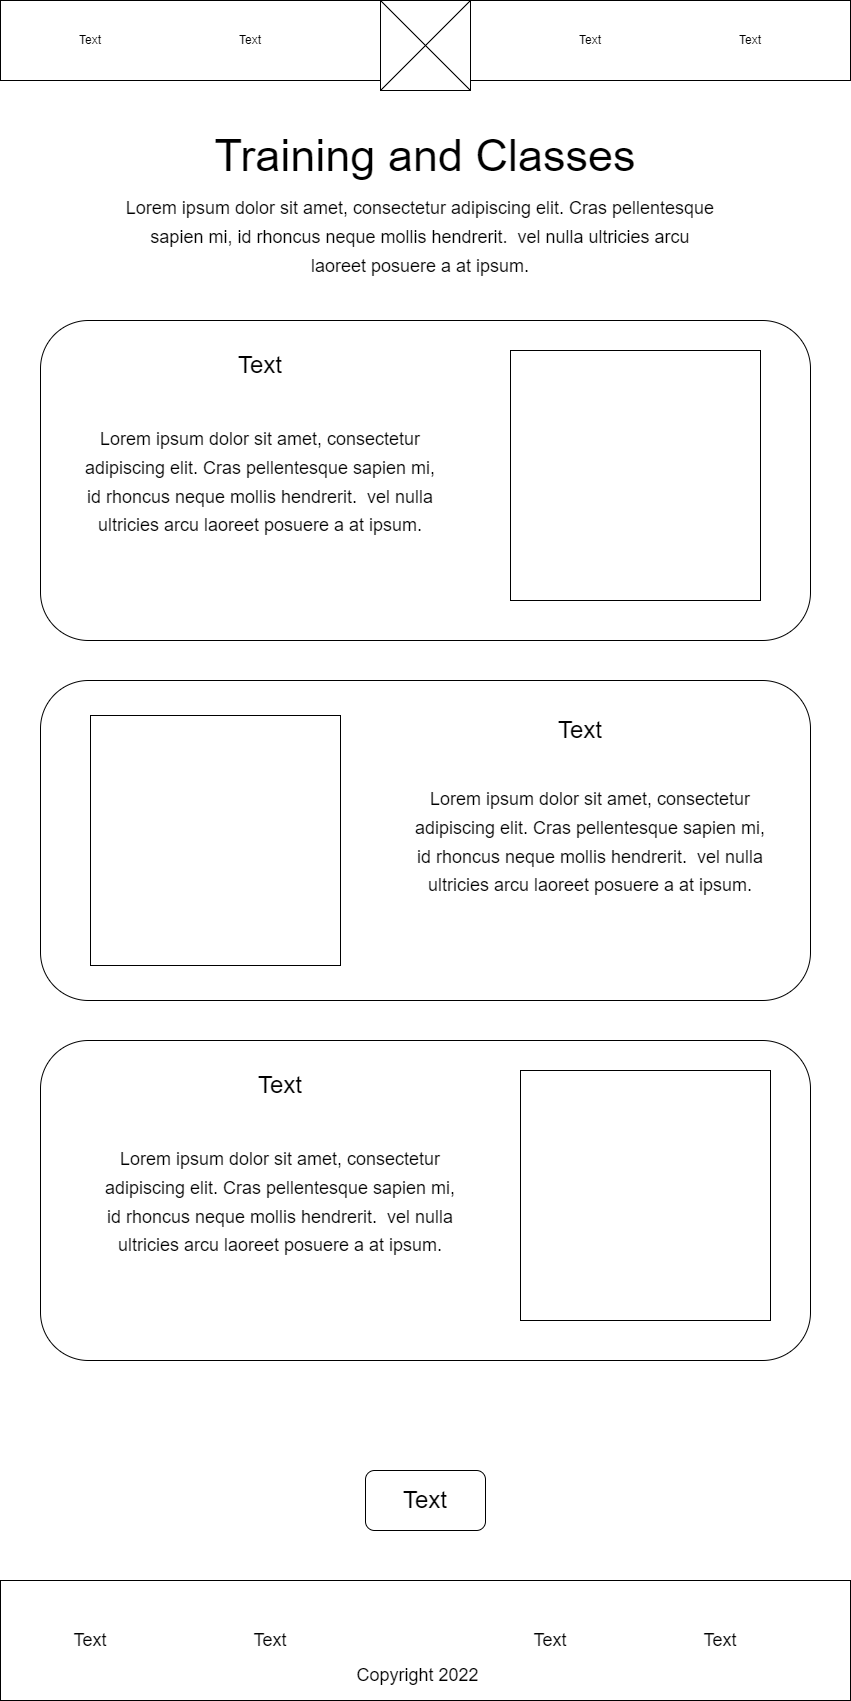 Text Text Text Text
Training and Classes
Lorem ipsum dolor sit amet, consectetur adipiscing elit. Cras pellentesque
sapien mi, id rhoncus neque mollis hendrerit.  vel nulla ultricies arcu
laoreet posuere a at ipsum.
Text
Lorem ipsum dolor sit amet, consectetur
adipiscing elit. Cras pellentesque sapien mi,
id rhoncus neque mollis hendrerit.  vel nulla
ultricies arcu laoreet posuere a at ipsum.
Text
Lorem ipsum dolor sit amet, consectetur
adipiscing elit. Cras pellentesque sapien mi,
id rhoncus neque mollis hendrerit.  vel nulla
ultricies arcu laoreet posuere a at ipsum.
Text
Lorem ipsum dolor sit amet, consectetur
adipiscing elit. Cras pellentesque sapien mi,
id rhoncus neque mollis hendrerit.  vel nulla
ultricies arcu laoreet posuere a at ipsum.
Text
Text Text Text Text
Copyright 2022